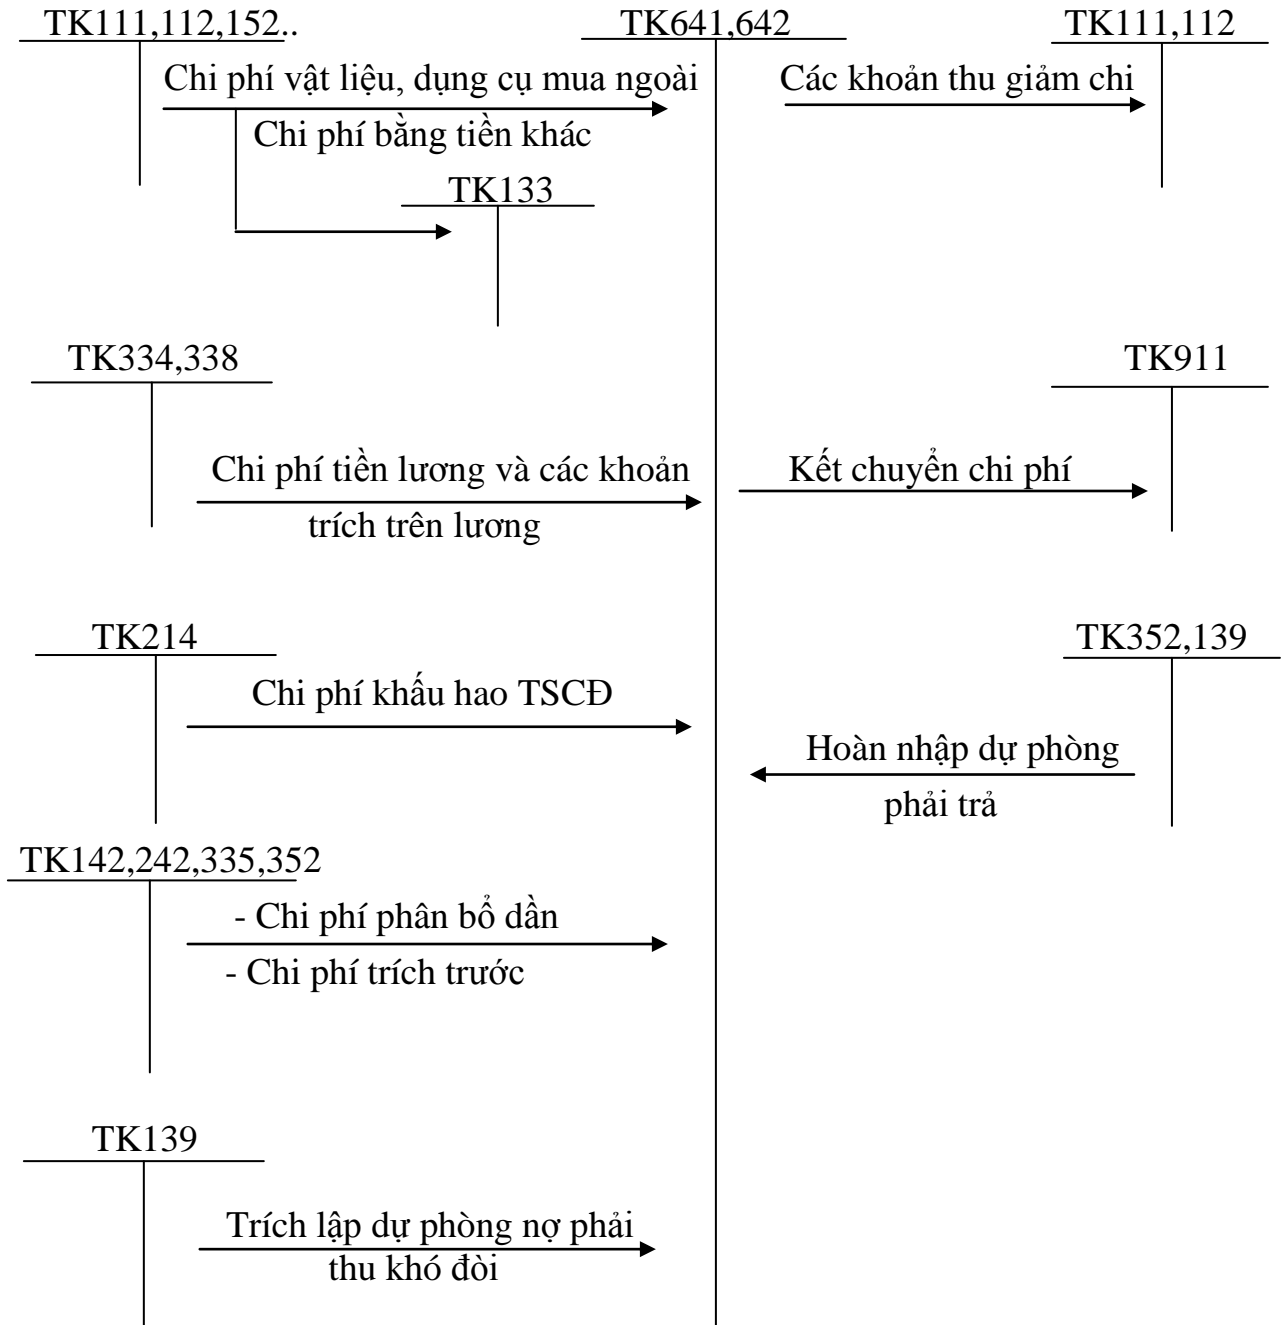 TK111,112,152..
TK641,642
TK111,112
Chi phí vật liệu, dụng cụ mua ngoài
Các khoản thu giảm chi
Chi phí bằng tiền khác
TK133
TK334,338
TK911
Chi phí tiền lương và các khoản
Kết chuyển chi phí
trích trên lương
TK214
TK352,139
Chi phí khấu hao TSCĐ
Hoàn nhập dự phòng
phải trả
TK142,242,335,352
- Chi phí phân bổ dần
- Chi phí trích trước
TK139
Trích lập dự phòng nợ phải
thu khó đòi